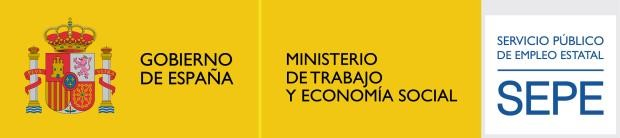 GOBIERNO
DE ESPAÑA
MINISTERIO
DE TRABAJO
Y ECONOMÍA SOCIAL
SERVICIO PÚBLICO
DE EMPLEO ESTATAL
SEPE